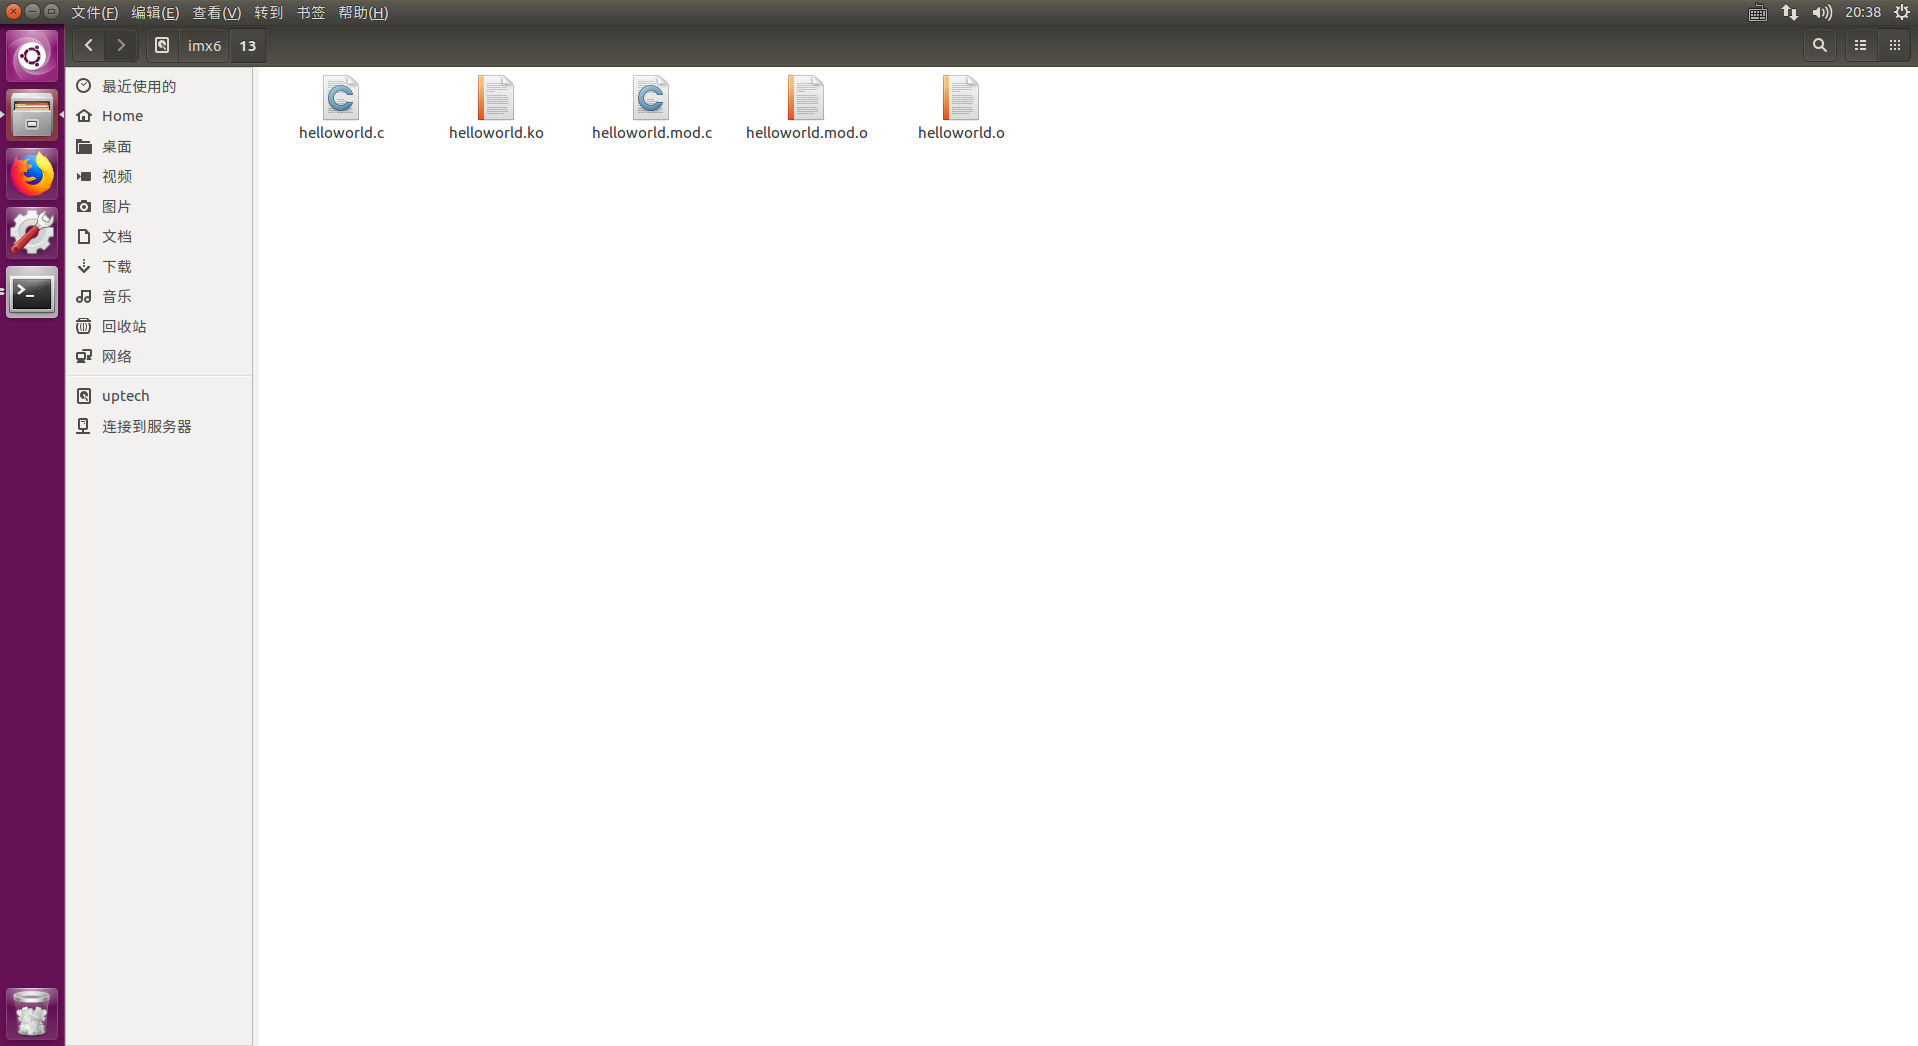 文件(F) 编辑(E) 查看(V) 转到 书签 帮助(H) 20:38
imx6 13
最近使用的
Home
桌面
视频
图片
文档
下载
音乐
回收站
网络
uptech
连接到服务器
helloworld.c helloworld.ko helloworld.mod.c helloworld.mod.o helloworld.o